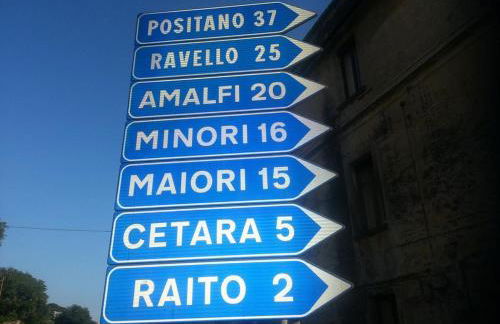 POSITANO 37
RAVELLO 25
AMALFI 20
MINORI 16
MAIORI 15
CETARA 5
RAITO 2